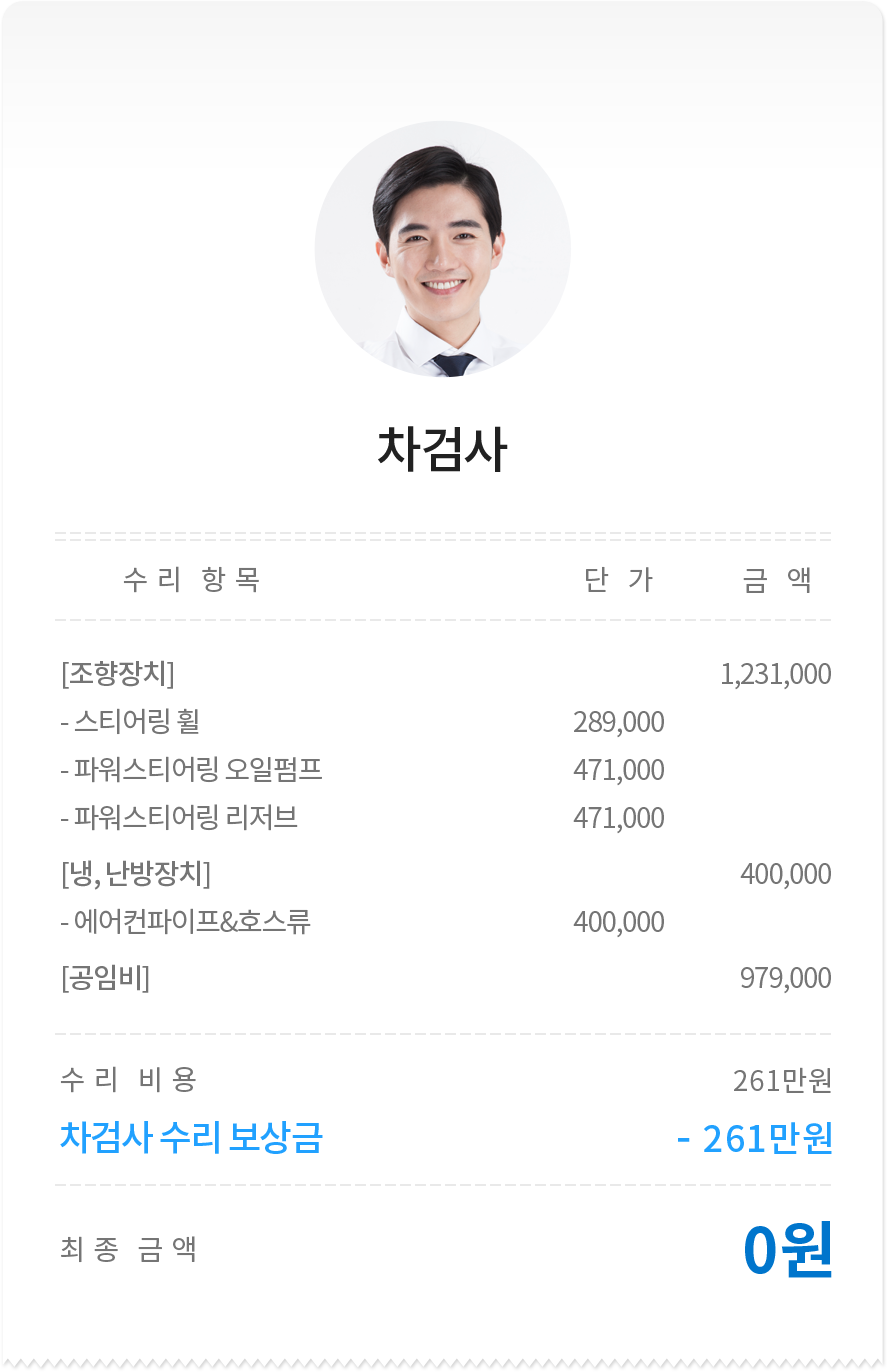 차검사
수리 항목 단가 금액
[조향장치] 1,231,000
- 스티어링 휠 289,000
- 파워스티어링 오일펌프 471,000
- 파워스티어링 리저브 471,000
[냉, 난방장치] 400,000
- 에어컨파이프&호스류 400,000
[공임비] 979,000
수리 비용 261만원
차검사 수리 보상금 - 261만원
최종 금액 0원